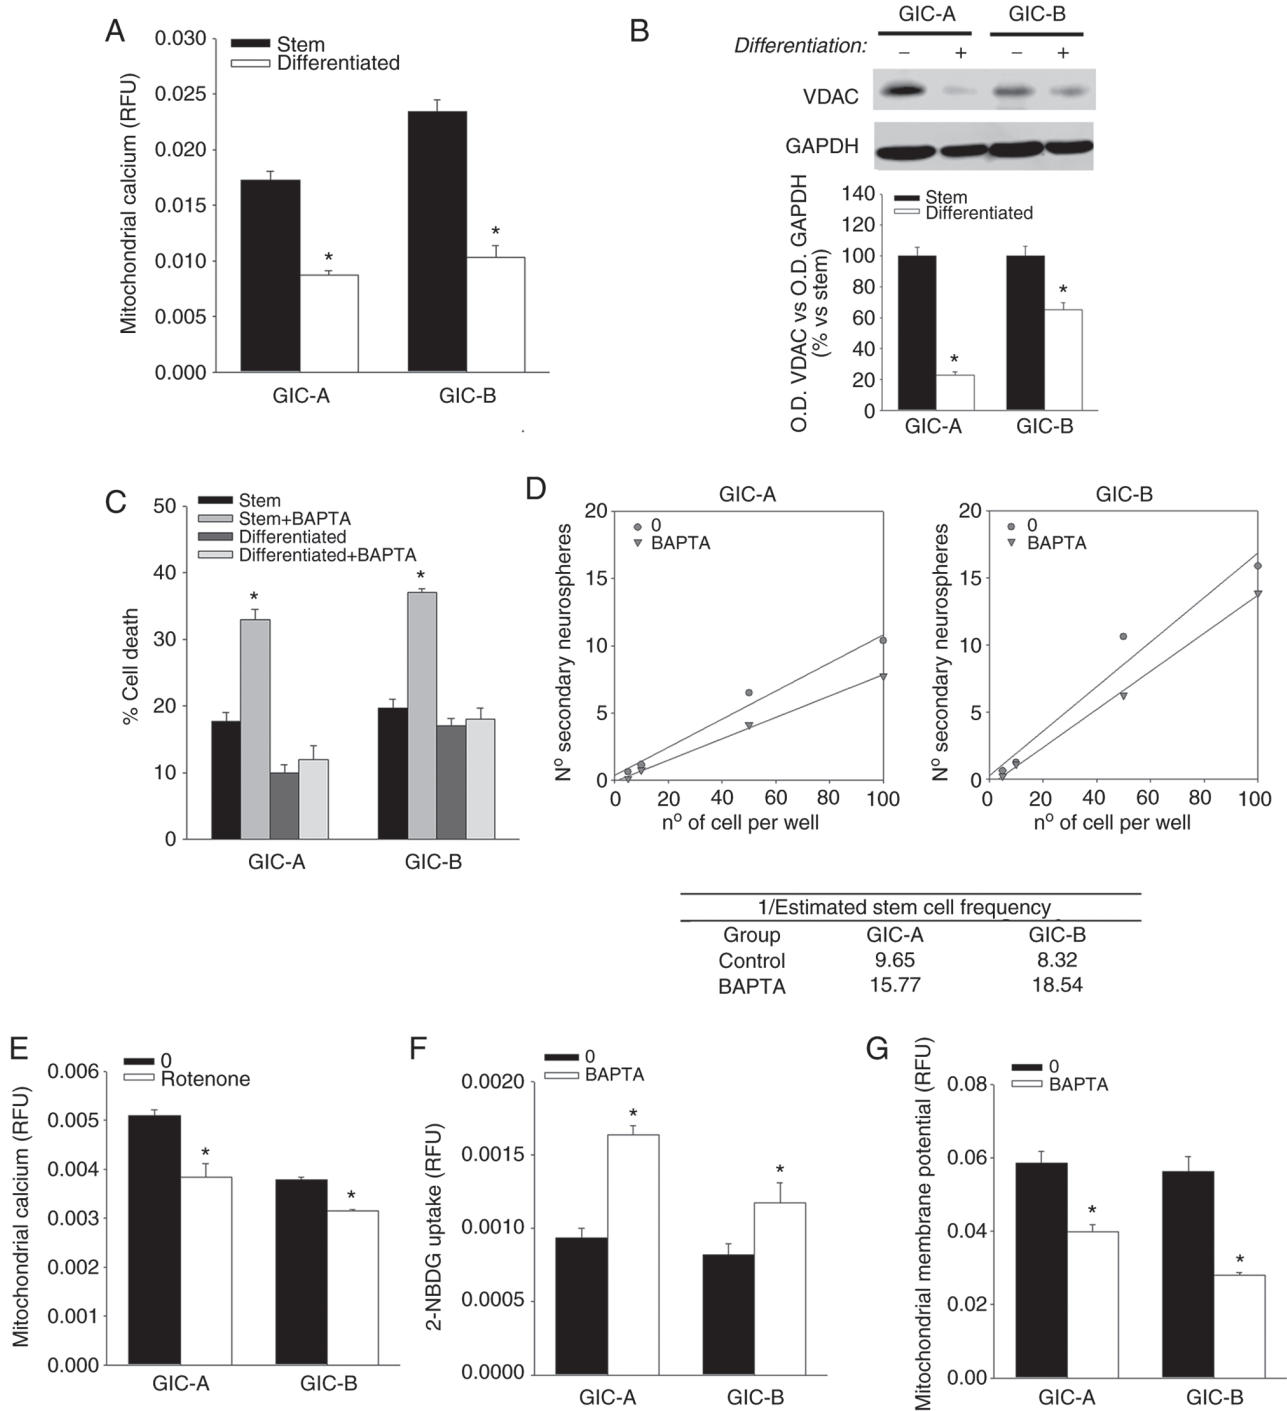 A
Mitochondrial calcium (RFU)
0.030
0.025
0.020
0.015
0.010
0.005
0.000
Stem
Differentiated
*
*
GIC-A
GIC-B
B
GIC-A
GIC-B
Differentiation:
– + – +
VDAC
GAPDH
O.D. VDAC vs O.D. GAPDH
(% vs stem)
140
120
100
80
60
40
20
0
Stem
Differentiated
*
*
GIC-A
GIC-B
C
% Cell death
50
40
30
20
10
0
Stem
Stem+BAPTA
Differentiated
Differentiated+BAPTA
*
*
GIC-A
GIC-B
D
GIC-A
Nº secondary neurospheres
20
15
10
5
0
0
BAPTA
0 20 40 60 80 100
nº of cell per well
GIC-B
Nº secondary neurospheres
20
15
10
5
0
0
BAPTA
0 20 40 60 80 100
nº of cell per well
1/Estimated stem cell frequency
Group GIC-A GIC-B
Control 9.65 8.32
BAPTA 15.77 18.54
E
Mitochondrial calcium (RFU)
0.006
0.005
0.004
0.003
0.002
0.001
0.000
0
Rotenone
*
*
GIC-A
GIC-B
F
2-NBDG uptake (RFU)
0.0020
0.0015
0.0010
0.0005
0.0000
0
BAPTA
*
*
GIC-A
GIC-B
G
Mitochondrial membrane potential (RFU)
0.08
0.06
0.04
0.02
0.00
0
BAPTA
*
*
GIC-A
GIC-B